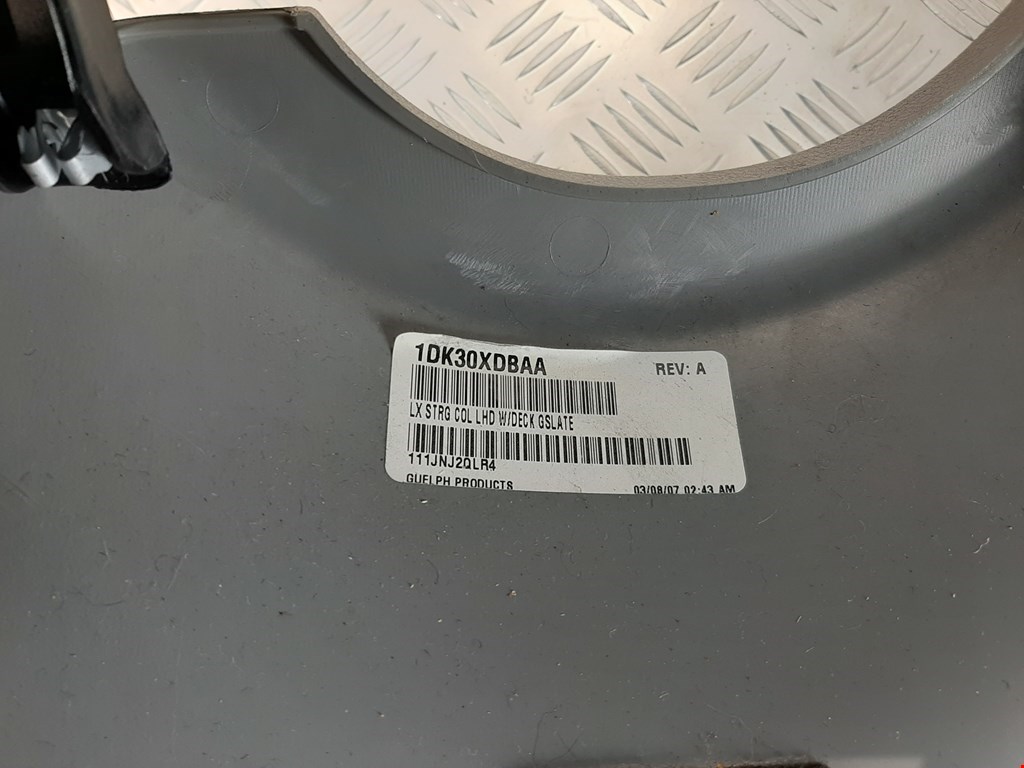 1DK30XDBAA REV: A
LX STRG COL LHD W/DECK GSLATE
111JNJ2QLR4
GUELPH PRODUCTS 03/08/07 02:43 AM